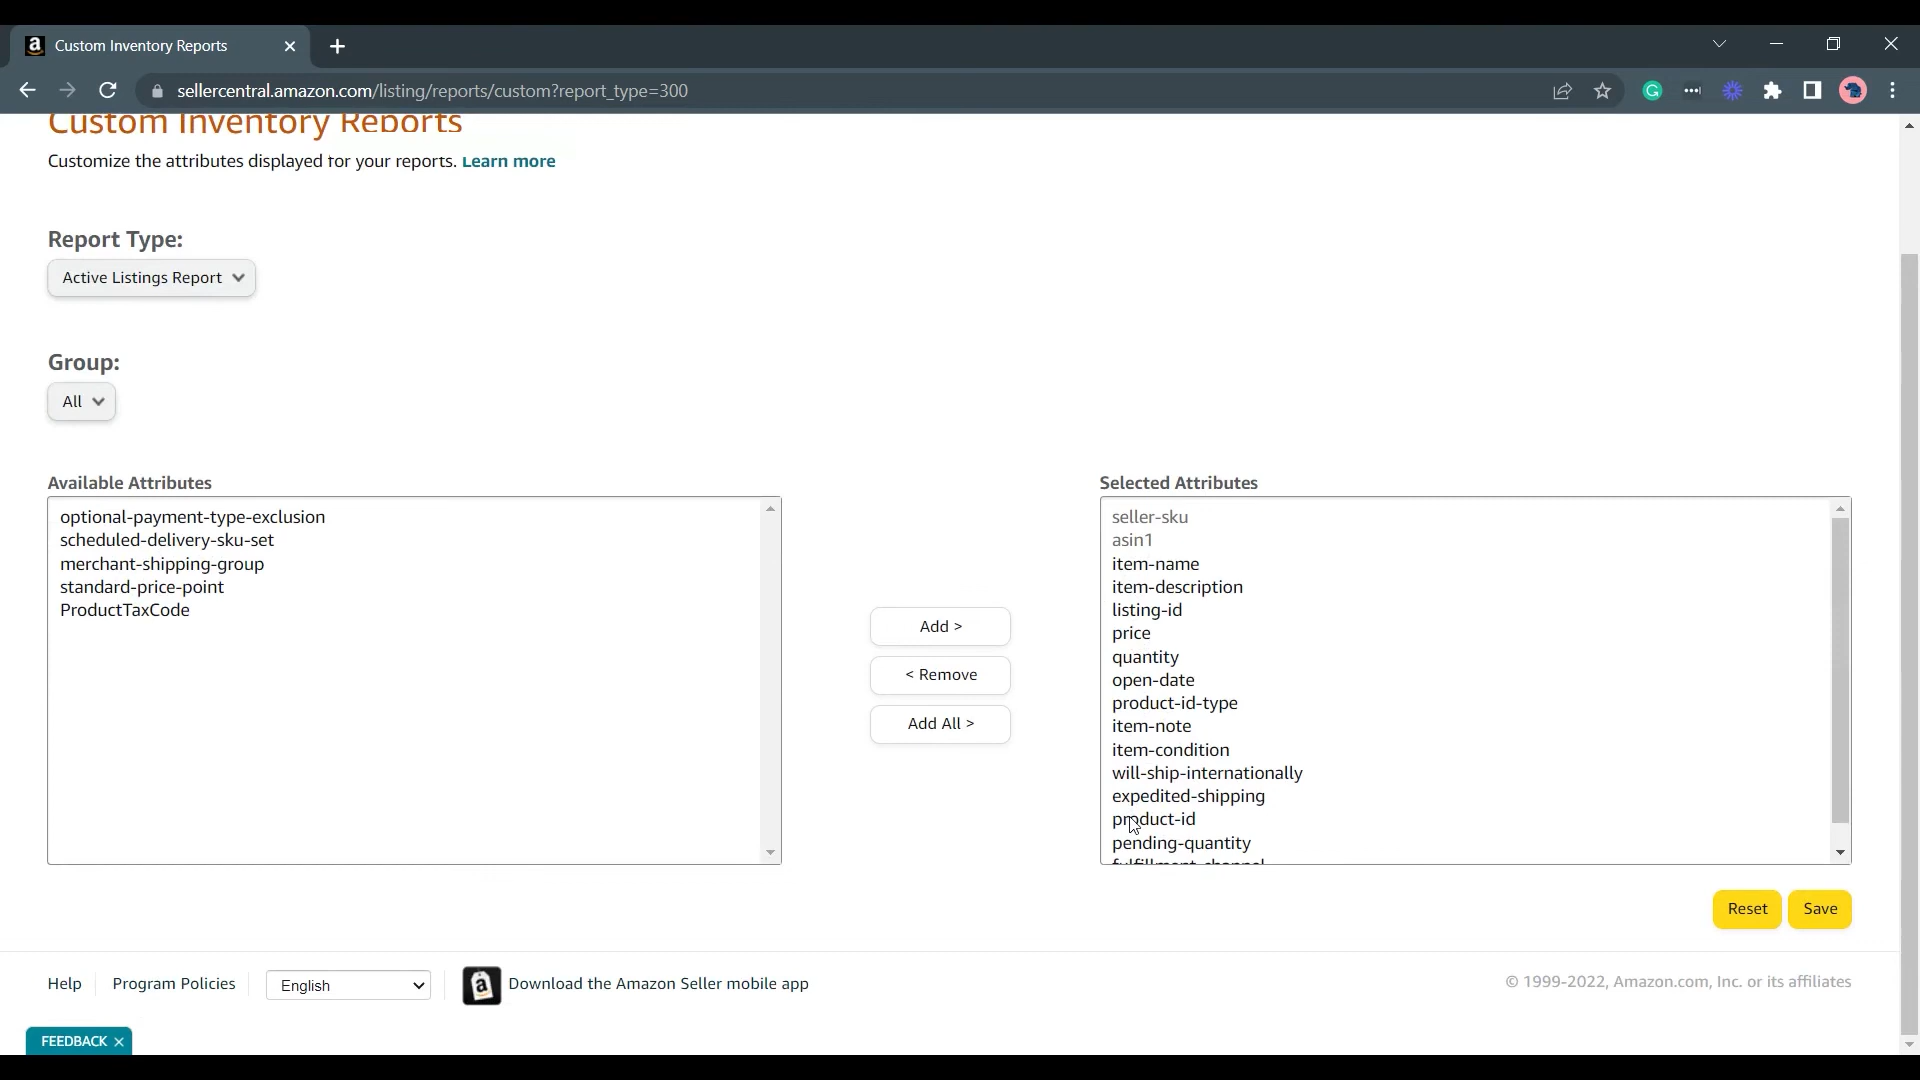 Custom Inventory Reports
sellercentral.amazon.com/listing/reports/custom?report_type=300
Custom Inventory Reports
Customize the attributes displayed for your reports. Learn more
Report Type:
Active Listings Report
Group:
All
Available Attributes
optional-payment-type-exclusion
scheduled-delivery-sku-set
merchant-shipping-group
standard-price-point
ProductTaxCode
Add >
< Remove
Add All >
Selected Attributes
seller-sku
asin1
item-name
item-description
listing-id
price
quantity
open-date
product-id-type
item-note
item-condition
will-ship-internationally
expedited-shipping
product-id
pending-quantity
fulfillment-channel
Reset
Save
Help
Program Policies
English
Download the Amazon Seller mobile app
© 1999-2022, Amazon.com, Inc. or its affiliates
FEEDBACK